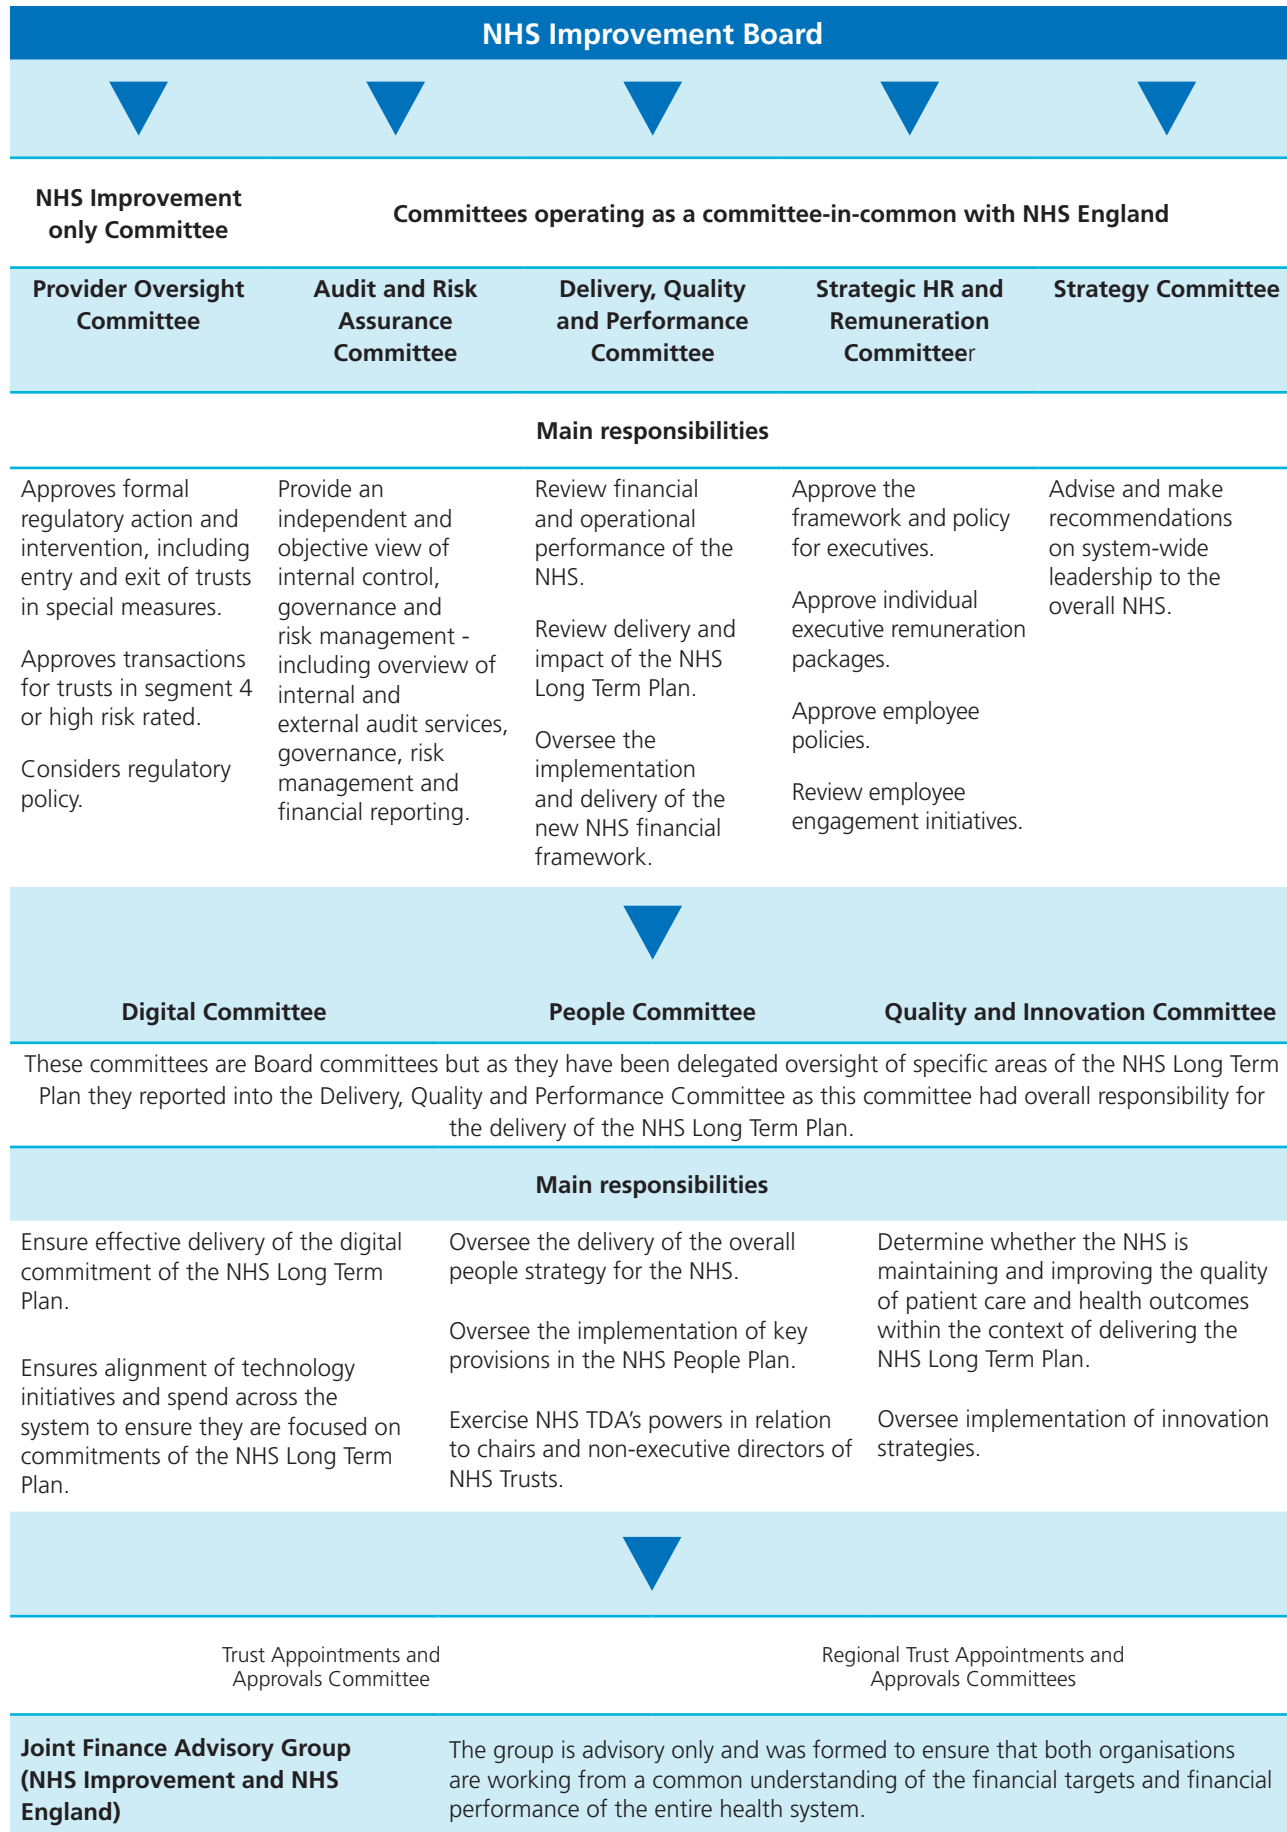 NHS Improvement Board
NHS Improvement
only Committee
Committees operating as a committee-in-common with NHS England
Provider Oversight
Committee
Audit and Risk
Assurance
Committee
Delivery, Quality
and Performance
Committee
Strategic HR and
Remuneration
Committeer
Strategy Committee
Main responsibilities
Approves formal
regulatory action and
intervention, including
entry and exit of trusts
in special measures.
Approves transactions
for trusts in segment 4
or high risk rated.
Considers regulatory
policy.
Provide an
independent and
objective view of
internal control,
governance and
risk management -
including overview of
internal and
external audit services,
governance, risk
management and
financial reporting.
Review financial
and operational
performance of the
NHS.
Review delivery and
impact of the NHS
Long Term Plan.
Oversee the
implementation
and delivery of the
new NHS financial
framework.
Approve the
framework and policy
for executives.
Approve individual
executive remuneration
packages.
Approve employee
policies.
Review employee
engagement initiatives.
Advise and make
recommendations
on system-wide
leadership to the
overall NHS.
Digital Committee
People Committee
Quality and Innovation Committee
These committees are Board committees but as they have been delegated oversight of specific areas of the NHS Long Term
Plan they reported into the Delivery, Quality and Performance Committee as this committee had overall responsibility for
the delivery of the NHS Long Term Plan.
Main responsibilities
Ensure effective delivery of the digital
commitment of the NHS Long Term
Plan.
Ensures alignment of technology
initiatives and spend across the
system to ensure they are focused on
commitments of the NHS Long Term
Plan.
Oversee the delivery of the overall
people strategy for the NHS.
Oversee the implementation of key
provisions in the NHS People Plan.
Exercise NHS TDA’s powers in relation
to chairs and non-executive directors of
NHS Trusts.
Determine whether the NHS is
maintaining and improving the quality
of patient care and health outcomes
within the context of delivering the
NHS Long Term Plan.
Oversee implementation of innovation
strategies.
Trust Appointments and
Approvals Committee
Regional Trust Appointments and
Approvals Committees
Joint Finance Advisory Group
(NHS Improvement and NHS
England)
The group is advisory only and was formed to ensure that both organisations
are working from a common understanding of the financial targets and financial
performance of the entire health system.